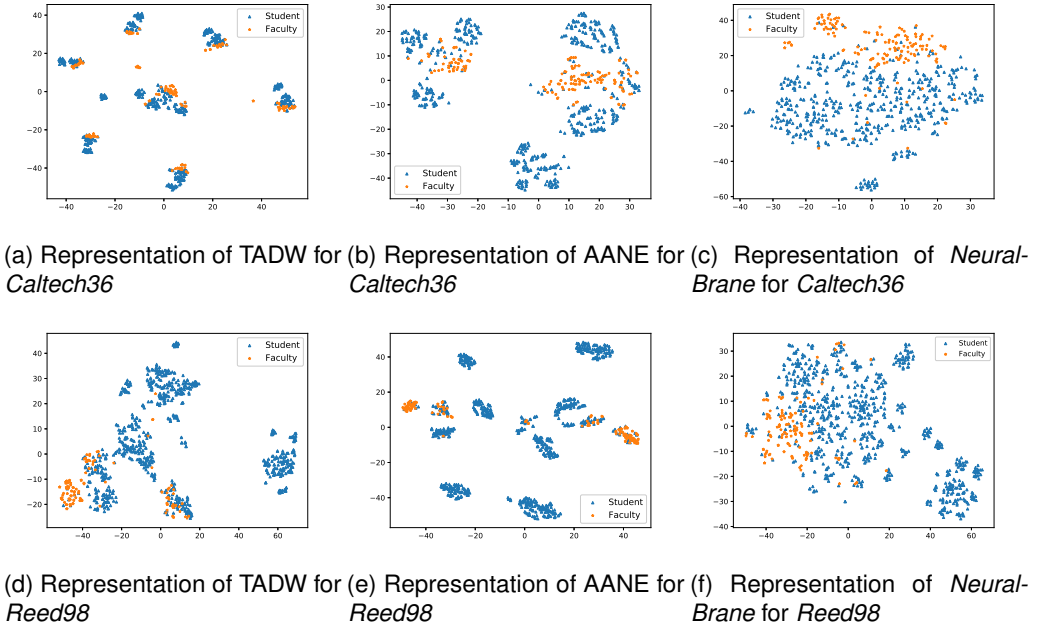 Student
Faculty
40
20
0
−20
−40
−40 −20 0 20 40
Student
Faculty
30
20
10
0
−10
−20
−30
−40
−40 −30 −20 −10 0 10 20 30
Student
Faculty
40
20
0
−20
−40
−60
−40 −30 −20 −10 0 10 20 30
(a) Representation of TADW for
Caltech36
(b) Representation of AANE for
Caltech36
(c) Representation of Neural-
Brane for Caltech36
Student
Faculty
40
30
20
10
0
−10
−20
−60 −40 −20 0 20 40 60
Student
Faculty
40
20
0
−20
−40
−40 −20 0 20 40
Student
Faculty
30
20
10
0
−10
−20
−30
−40
−40 −20 0 20 40 60
(d) Representation of TADW for
Reed98
(e) Representation of AANE for
Reed98
(f) Representation of Neural-
Brane for Reed98